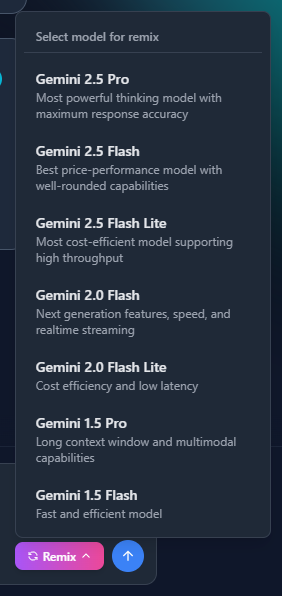 Select model for remix
Gemini 2.5 Pro
Most powerful thinking model with
maximum response accuracy
Gemini 2.5 Flash
Best price-performance model with
well-rounded capabilities
Gemini 2.5 Flash Lite
Most cost-efficient model supporting
high throughput
Gemini 2.0 Flash
Next generation features, speed, and
realtime streaming
Gemini 2.0 Flash Lite
Cost efficiency and low latency
Gemini 1.5 Pro
Long context window and multimodal
capabilities
Gemini 1.5 Flash
Fast and efficient model
Remix